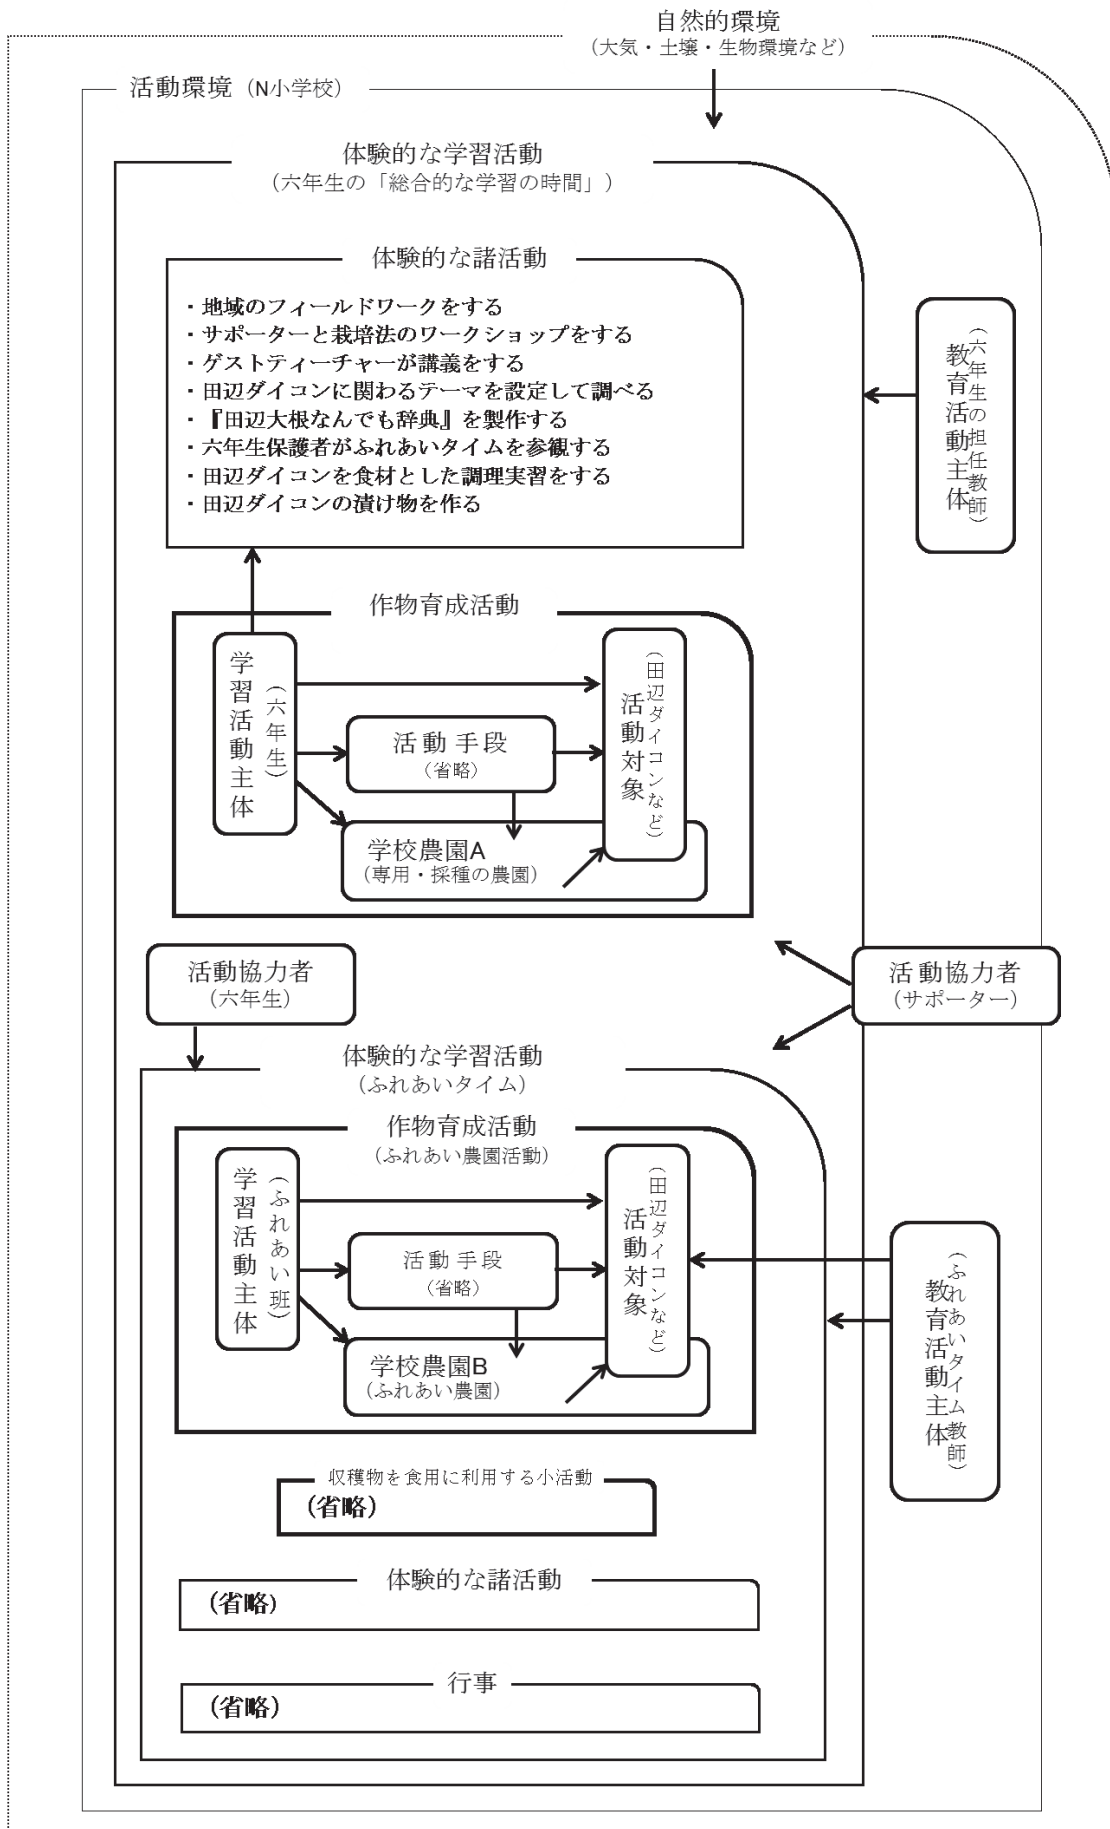 自然的環境
（大気・土壌・生物環境など）
活動環境（N小学校）
体験的な学習活動
（六年生の「総合的な学習の時間」）
体験的な諸活動
・地域のフィールドワークをする
・サポーターと栽培法のワークショップをする
・ゲストティーチャーが講義をする
・田辺ダイコンに関わるテーマを設定して調べる
・『田辺大根なんでも辞典』を製作する
・六年生保護者がふれあいタイムを参観する
・田辺ダイコンを食材とした調理実習をする
・田辺ダイコンの漬け物を作る
教育活動主体
（六年生の担任教師）
作物育成活動
学習活動主体
（六年生）
活動手段
（省略）
活動対象
（田辺ダイコンなど）
学校農園A
（専用・採種の農園）
活動協力者
（六年生）
活動協力者
（サポーター）
体験的な学習活動
（ふれあいタイム）
作物育成活動
（ふれあい農園活動）
学習活動主体
（ふれあい班）
活動手段
（省略）
活動対象
（田辺ダイコンなど）
学校農園B
（ふれあい農園）
教育活動主体
（ふれあいタイム教師）
収穫物を食用に利用する小活動
（省略）
体験的な諸活動
（省略）
行事
（省略）